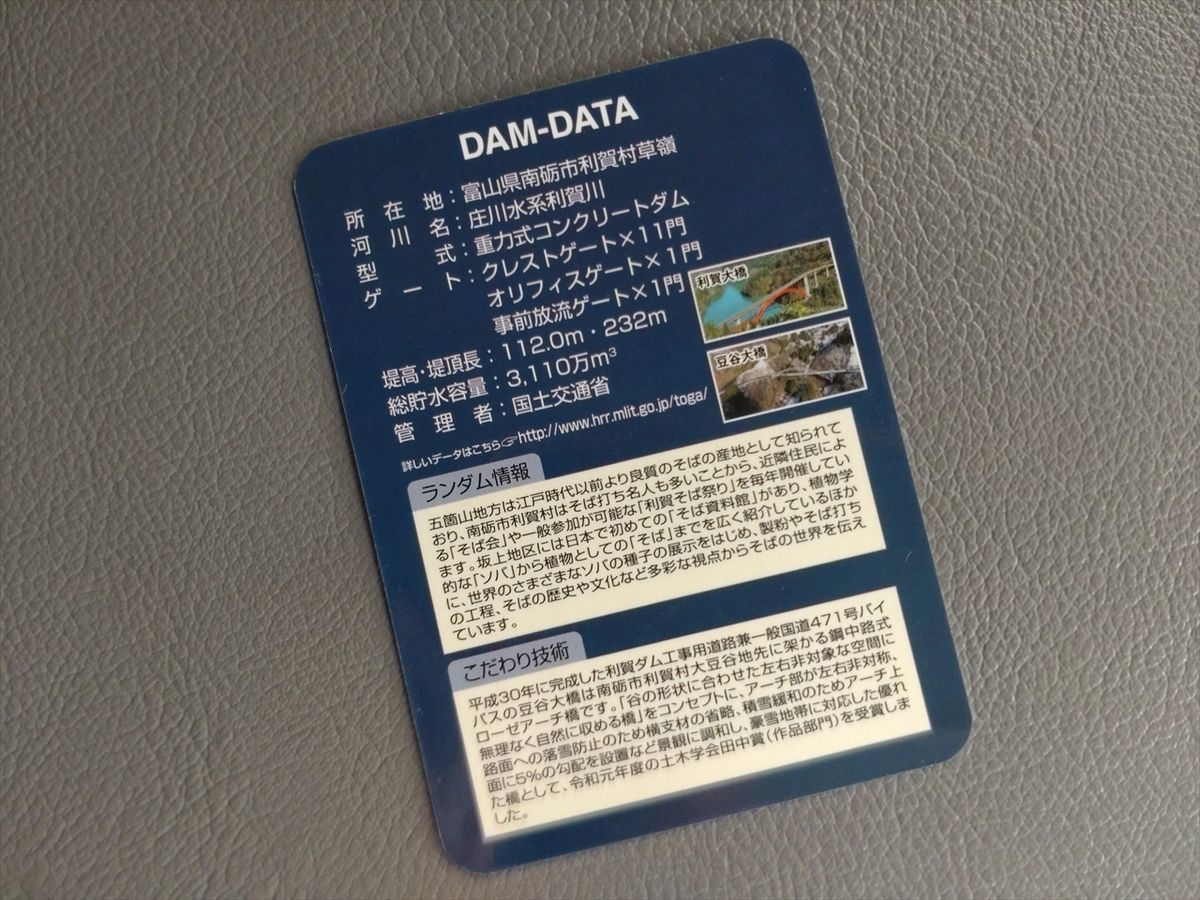 DAM-DATA
所在地：富山県南砺市利賀村草嶺
河川名：庄川水系利賀川
型式：重力式コンクリートダム
ゲート：クレストゲート×11門
オリフィスゲート×1門
事前放流ゲート×1門
堤高・堤頂長：112.0m・232m
総貯水容量：3,110万m³
管理者：国土交通省
詳しいデータはこちら☞http://www.hrr.mlit.go.jp/toga/
利賀大橋
豆谷大橋
ランダム情報
五箇山地方は江戸時代以前より良質のそばの産地として知られて
おり、南砺市利賀村はそば打ち名人も多いことから、近隣住民によ
る「そば会」や一般参加が可能な「利賀そば祭り」を毎年開催してい
ます。坂上地区には日本で初めての「そば資料館」があり、植物学
的な「ソバ」から植物としての「そば」までを広く紹介しているほか
に、世界のさまざまなソバの種子の展示をはじめ、製粉やそば打ち
の工程、そばの歴史や文化など多彩な視点からそばの世界を伝え
ています。
こだわり技術
平成30年に完成した利賀ダム工事用道路兼一般国道471号バイ
パスの豆谷大橋は南砺市利賀村大豆谷地先に架かる鋼中路式
ローゼアーチ橋です。「谷の形状に合わせた左右非対象な空間に
無理なく自然に収める橋」をコンセプトに、アーチ部が左右非対称、
路面への落雪防止のため横支材の省略、積雪緩和のためアーチ上
面に5%の勾配を設置など景観に調和し、豪雪地帯に対応した優れ
た橋として、令和元年度の土木学会田中賞（作品部門）を受賞しま
した。